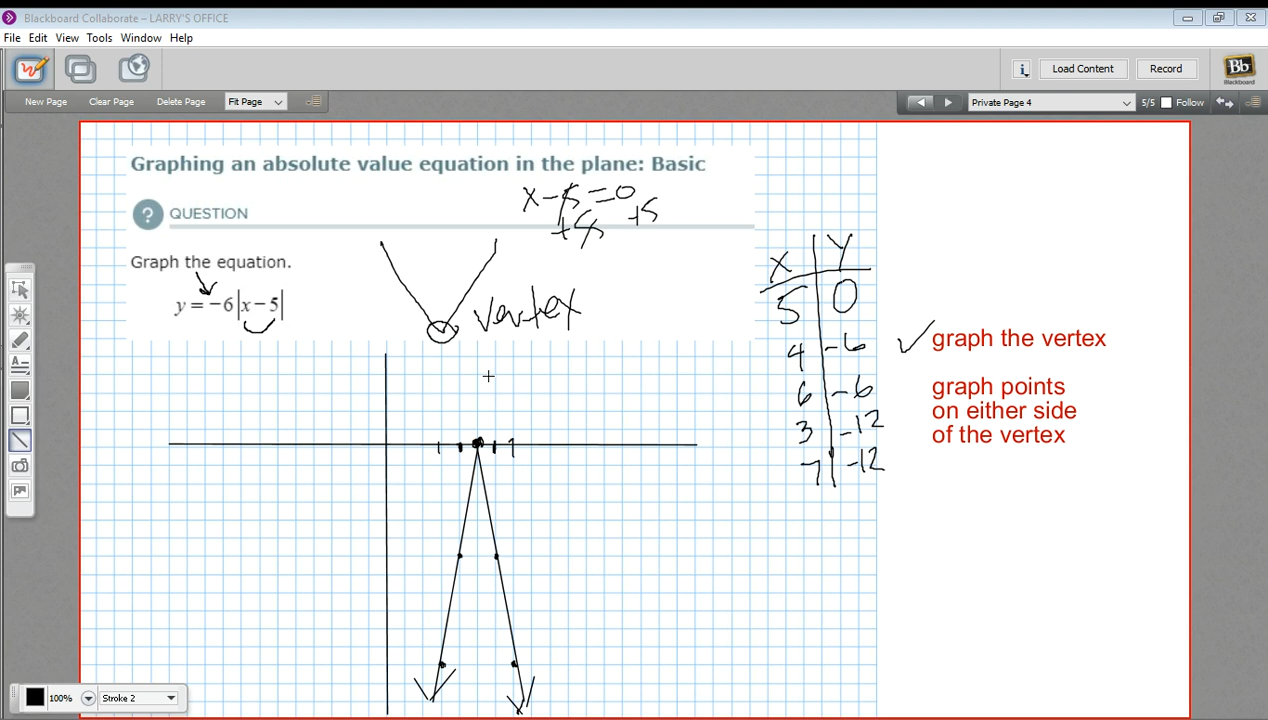 Blackboard Collaborate – LARRY'S OFFICE
File Edit View Tools Window Help
Load Content Record
Bb
Blackboard
New Page Clear Page Delete Page Fit Page
Private Page 4 5/5 Follow
Graphing an absolute value equation in the plane: Basic
x-5=0
+5 +5
? QUESTION
Graph the equation.
y = −6|x − 5|
vertex
X Y
5 0
4 -6
6 -6
3 -12
7 -12
graph the vertex
graph points
on either side
of the vertex
100% Stroke 2